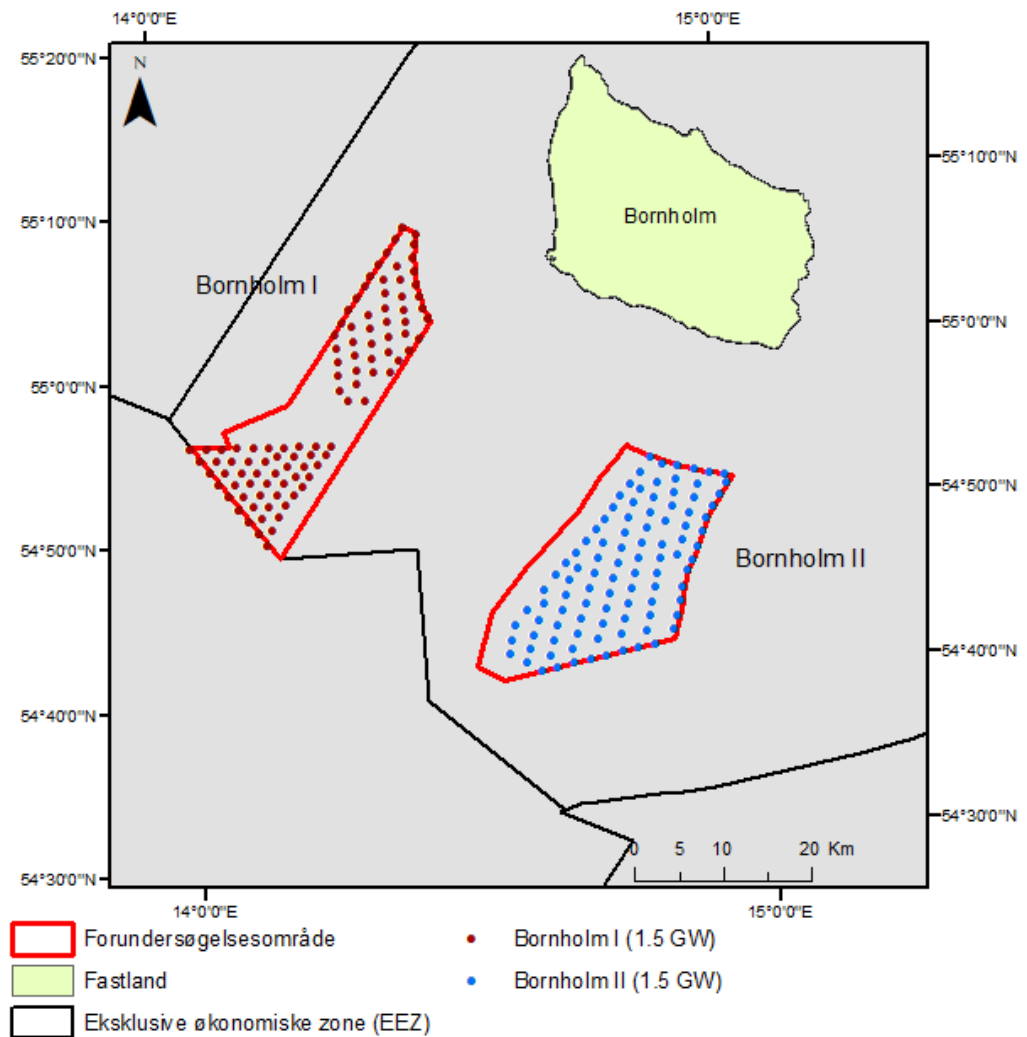 14°0'0"E 15°0'0"E
55°20'0"N
N
55°10'0"N
Bornholm
55°10'0"N
Bornholm I
55°0'0"N
55°0'0"N
54°50'0"N
54°50'0"N
Bornholm II
54°40'0"N
54°40'0"N
54°30'0"N
0 5 10 20 Km
54°30'0"N
14°0'0"E 15°0'0"E
Forundersøgelsesområde
Bornholm I (1.5 GW)
Fastland
Bornholm II (1.5 GW)
Eksklusive økonomiske zone (EEZ)